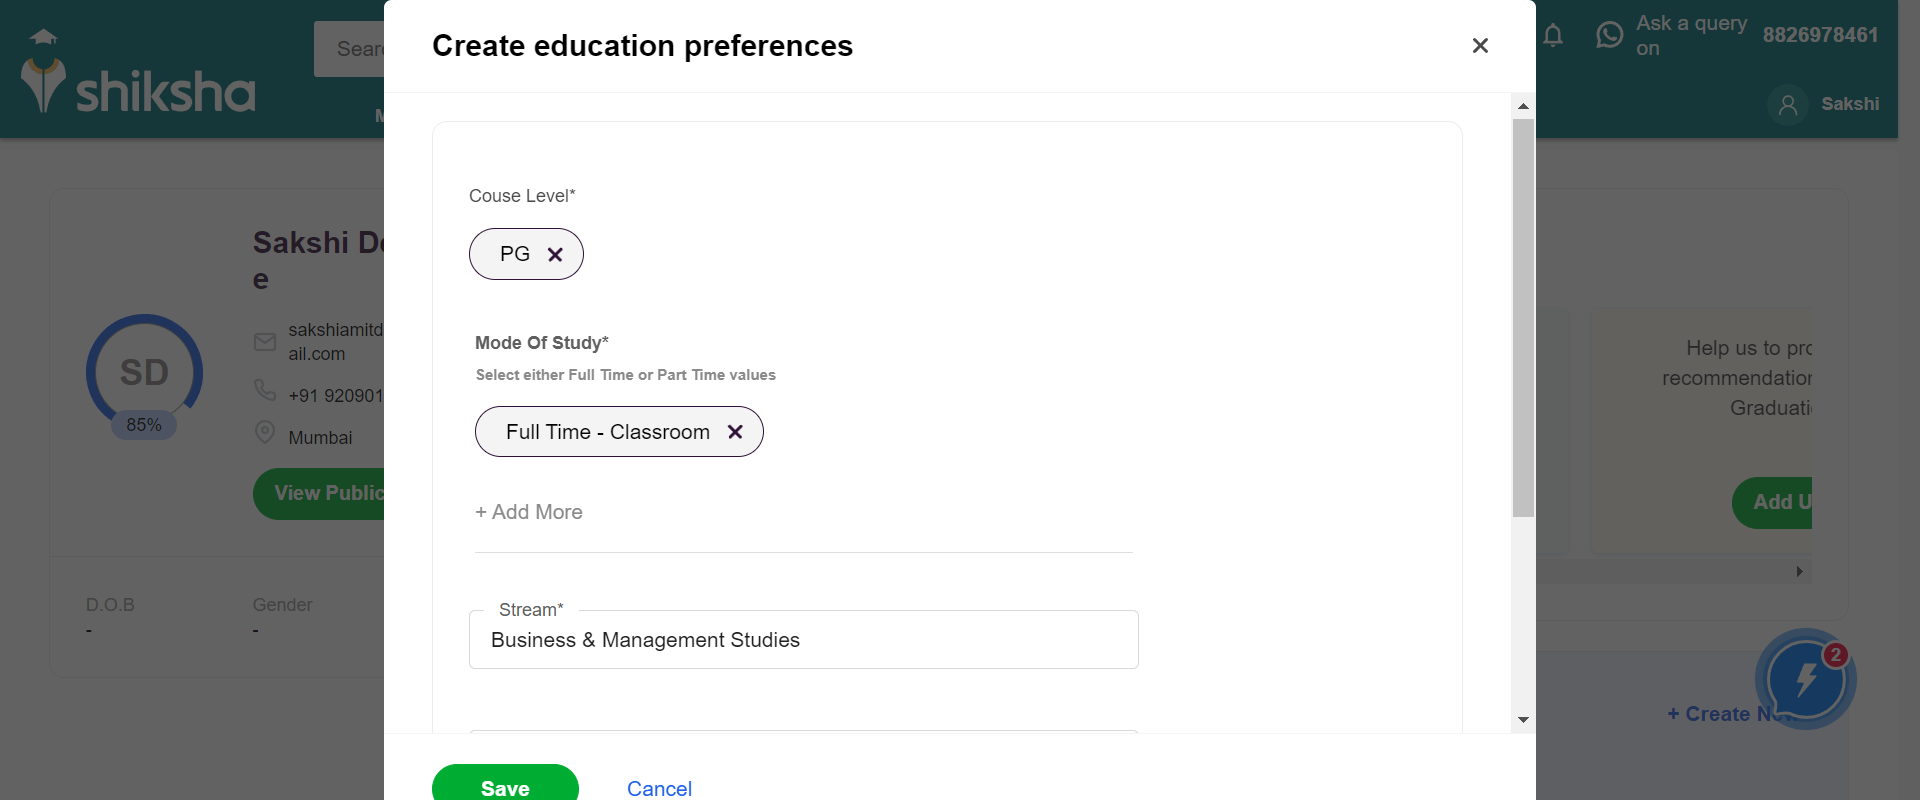 shiksha
Sear
M
Ask a query
on
8826978461
Sakshi
Create education preferences
Couse Level*
PG
Mode Of Study*
Select either Full Time or Part Time values
Full Time - Classroom
+ Add More
Stream*
Business & Management Studies
Save
Cancel
Sakshi De
e
SD
85%
sakshiamitd
ail.com
+91 920901
Mumbai
View Public
D.O.B
-
Gender
-
Help us to pro
recommendation
Graduati
Add U
2
+ Create N